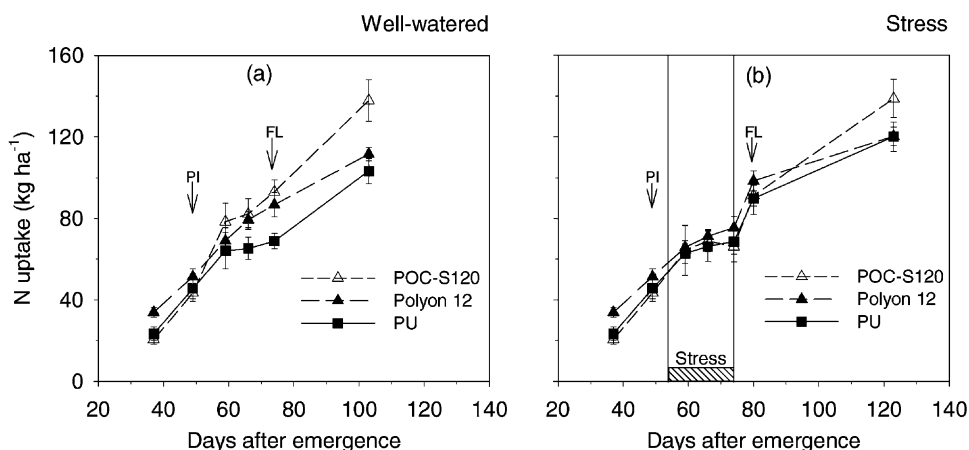 Well-watered
Stress
160
120
80
40
0
N uptake (kg ha⁻¹)
(a)
PI
FL
POC-S120
Polyon 12
PU
20 40 60 80 100 120 140
Days after emergence
(b)
PI
FL
POC-S120
Polyon 12
PU
Stress
20 40 60 80 100 120 140
Days after emergence